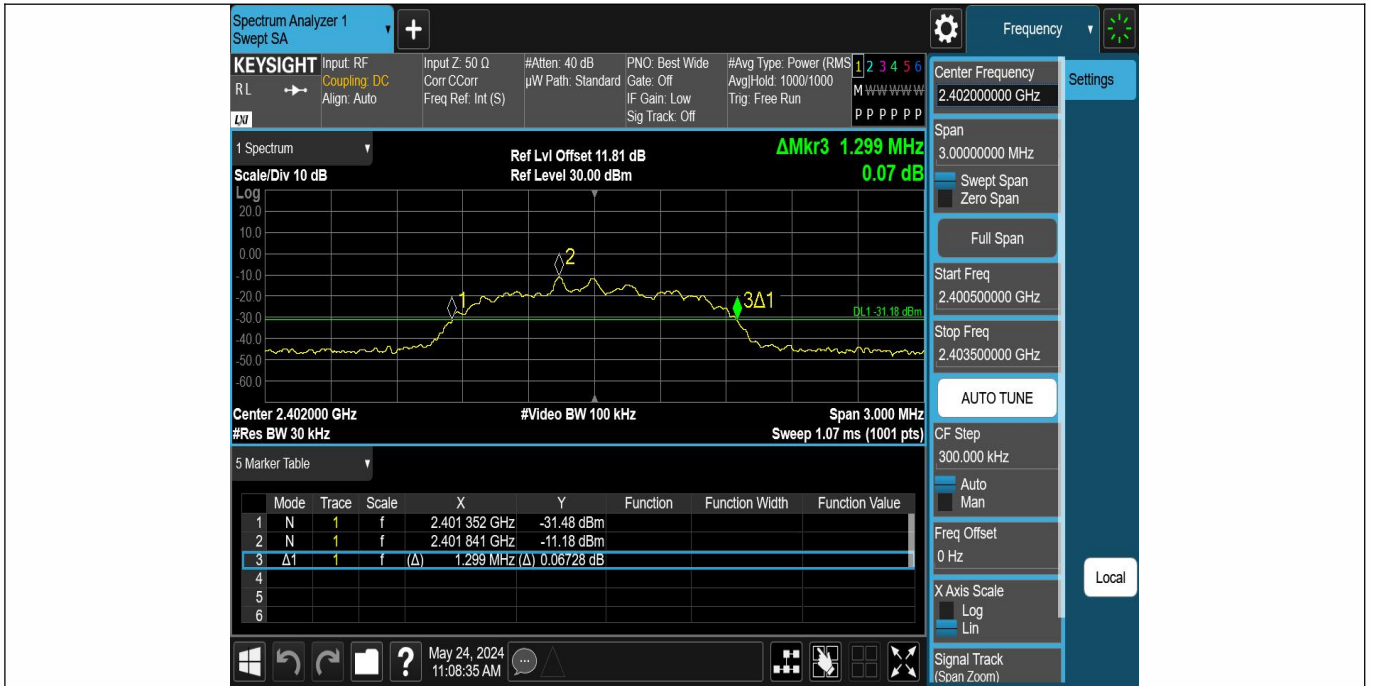 Spectrum Analyzer 1
Swept SA
+
Frequency
KEYSIGHT
RL
LXI
Input: RF
Coupling: DC
Align: Auto
Input Z: 50 Ω
Corr CCorr
Freq Ref: Int (S)
#Atten: 40 dB
µW Path: Standard
PNO: Best Wide
Gate: Off
IF Gain: Low
Sig Track: Off
#Avg Type: Power (RMS
Avg|Hold: 1000/1000
Trig: Free Run
1 2 3 4 5 6
M W W W W W
P P P P P P
1 Spectrum
Scale/Div 10 dB
Ref Lvl Offset 11.81 dB
Ref Level 30.00 dBm
ΔMkr3 1.299 MHz
0.07 dB
Log
20.0
10.0
0.00
-10.0
-20.0
-30.0
-40.0
-50.0
-60.0
1
2
3Δ1
DL1 -31.18 dBm
Center 2.402000 GHz
#Video BW 100 kHz
Span 3.000 MHz
#Res BW 30 kHz
Sweep 1.07 ms (1001 pts)
5 Marker Table
Mode Trace Scale X Y Function Function Width Function Value
1 N 1 f 2.401 352 GHz -31.48 dBm
2 N 1 f 2.401 841 GHz -11.18 dBm
3 Δ1 1 f (Δ) 1.299 MHz (Δ) 0.06728 dB
4
5
6
?
May 24, 2024
11:08:35 AM
Center Frequency
2.402000000 GHz
Settings
Span
3.00000000 MHz
Swept Span
Zero Span
Full Span
Start Freq
2.400500000 GHz
Stop Freq
2.403500000 GHz
AUTO TUNE
CF Step
300.000 kHz
Auto
Man
Freq Offset
0 Hz
X Axis Scale
Log
Lin
Signal Track
(Span Zoom)
Local